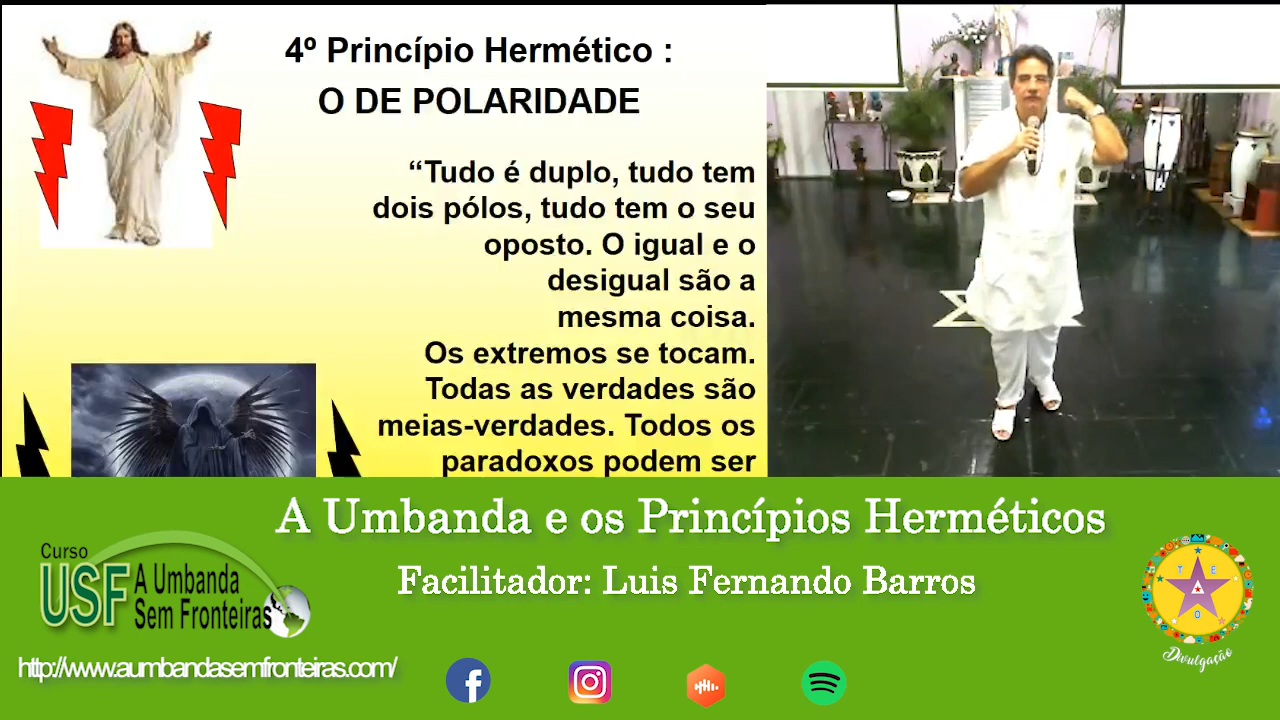 4º Princípio Hermético :
O DE POLARIDADE
“Tudo é duplo, tudo tem
dois pólos, tudo tem o seu
oposto. O igual e o
desigual são a
mesma coisa.
Os extremos se tocam.
Todas as verdades são
meias-verdades. Todos os
paradoxos podem ser
A Umbanda e os Princípios Herméticos
Facilitador: Luis Fernando Barros
Curso
USF
A Umbanda
Sem Fronteiras
http://www.aumbandasemfronteiras.com/
T E
A
O
Divulgação